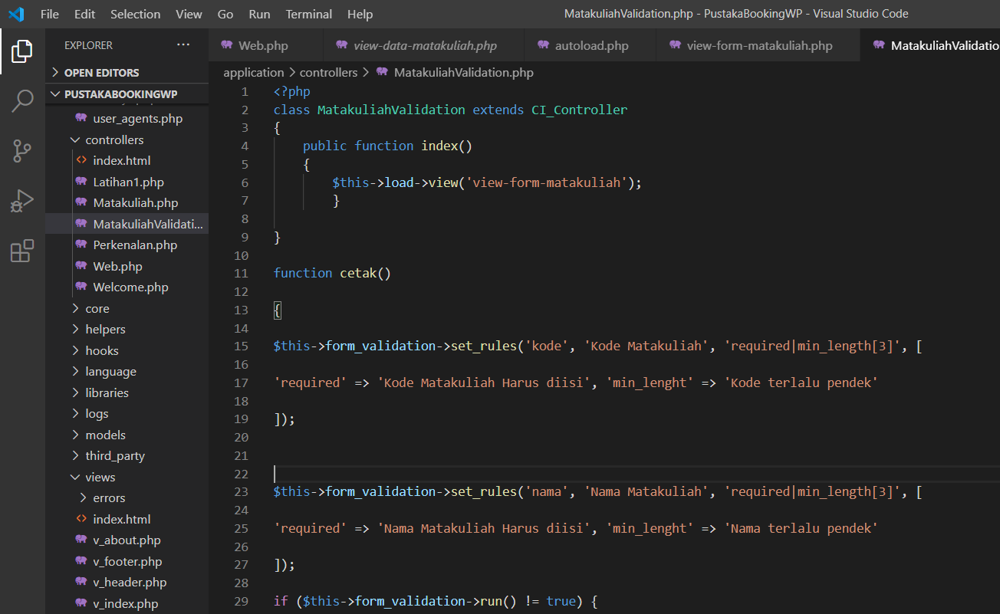 File Edit Selection View Go Run Terminal Help
MatakuliahValidation.php - PustakaBookingWP - Visual Studio Code
EXPLORER ...
Web.php
view-data-matakuliah.php
autoload.php
view-form-matakuliah.php
MatakuliahValidatio
OPEN EDITORS
PUSTAKABOOKINGWP
user_agents.php
controllers
index.html
Latihan1.php
Matakuliah.php
MatakuliahValidati...
Perkenalan.php
Web.php
Welcome.php
core
helpers
hooks
language
libraries
logs
models
third_party
views
errors
index.html
v_about.php
v_footer.php
v_header.php
v_index.php
application > controllers > MatakuliahValidation.php
1 <?php
2 class MatakuliahValidation extends CI_Controller
3 {
4 public function index()
5 {
6 $this->load->view('view-form-matakuliah');
7 }
8
9 }
10
11 function cetak()
12
13 {
14
15 $this->form_validation->set_rules('kode', 'Kode Matakuliah', 'required|min_length[3]', [
16
17 'required' => 'Kode Matakuliah Harus diisi', 'min_lenght' => 'Kode terlalu pendek'
18
19 ]);
20
21
22
23 $this->form_validation->set_rules('nama', 'Nama Matakuliah', 'required|min_length[3]', [
24
25 'required' => 'Nama Matakuliah Harus diisi', 'min_lenght' => 'Nama terlalu pendek'
26
27 ]);
28
29 if ($this->form_validation->run() != true) {